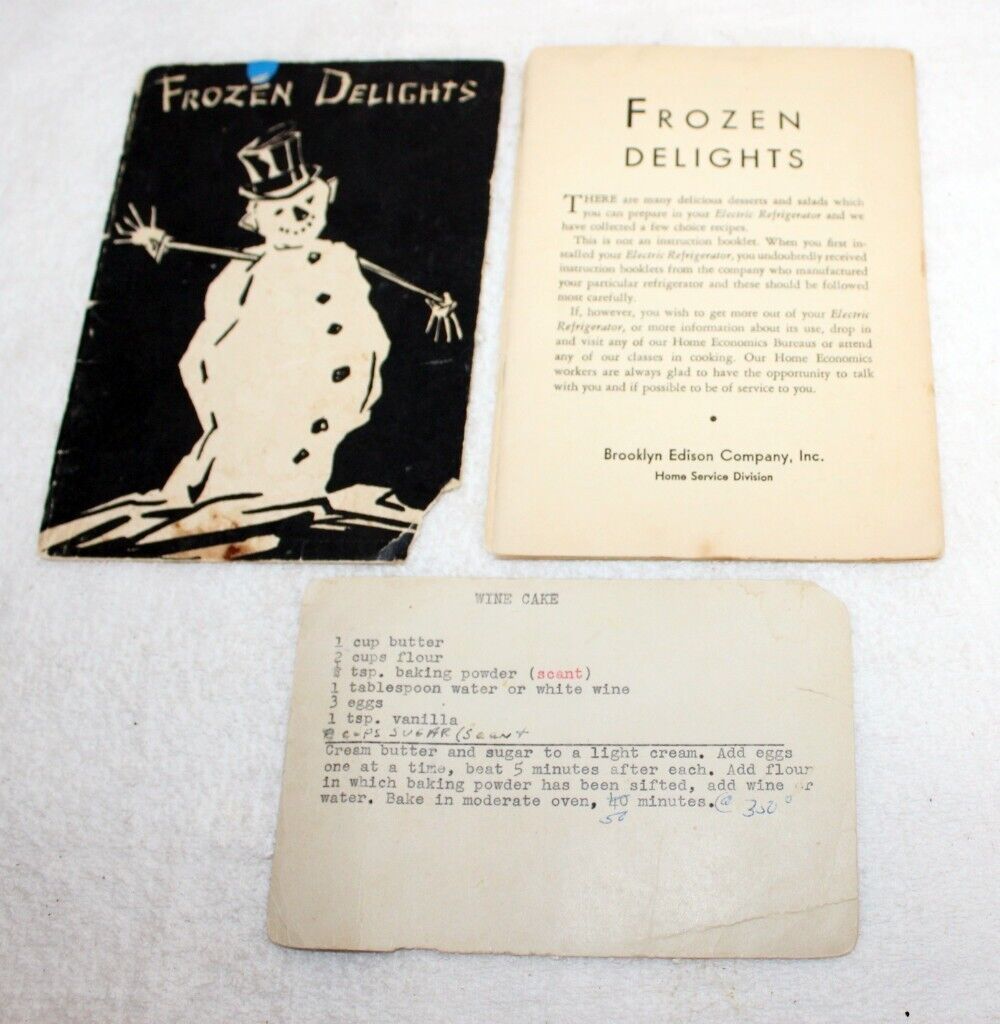 FROZEN DELIGHTS
FROZEN
DELIGHTS
THERE are many delicious desserts and salads which
you can prepare in your Electric Refrigerator and we
have collected a few choice recipes.
This is not an instruction booklet. When you first in-
stalled your Electric Refrigerator, you undoubtedly received
instruction booklets from the company who manufactured
your particular refrigerator and these should be followed
most carefully.
If, however, you wish to get more out of your Electric
Refrigerator, or more information about its use, drop in
and visit any of our Home Economics Bureaus or attend
any of our classes in cooking. Our Home Economics
workers are always glad to have the opportunity to talk
with you and if possible to be of service to you.
Brooklyn Edison Company, Inc.
Home Service Division
WINE CAKE
1 cup butter
2 cups flour
tsp. baking powder (scant)
1 tablespoon water or white wine
3 eggs
1 tsp. vanilla
CUPS SUGAR (Scant
Cream butter and sugar to a light cream. Add eggs
one at a time, beat 5 minutes after each. Add flour
in which baking powder has been sifted, add wine or
water. Bake in moderate oven, 40 minutes. @ 350°
50